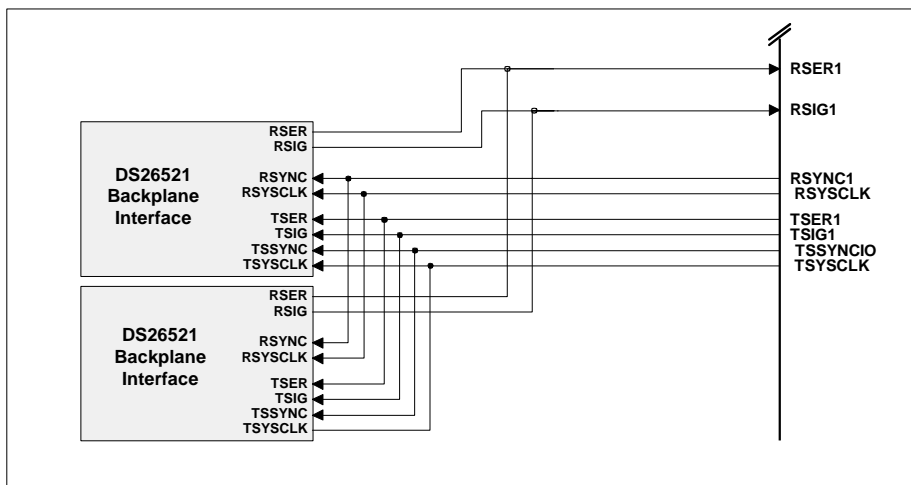 RSER1
RSIG1
DS26521
Backplane
Interface
RSER
RSIG
RSYNC
RSYSCLK
TSER
TSIG
TSSYNC
TSYSCLK
RSYNC1
RSYSCLK
TSER1
TSIG1
TSSYNCIO
TSYSCLK
DS26521
Backplane
Interface
RSER
RSIG
RSYNC
RSYSCLK
TSER
TSIG
TSSYNC
TSYSCLK